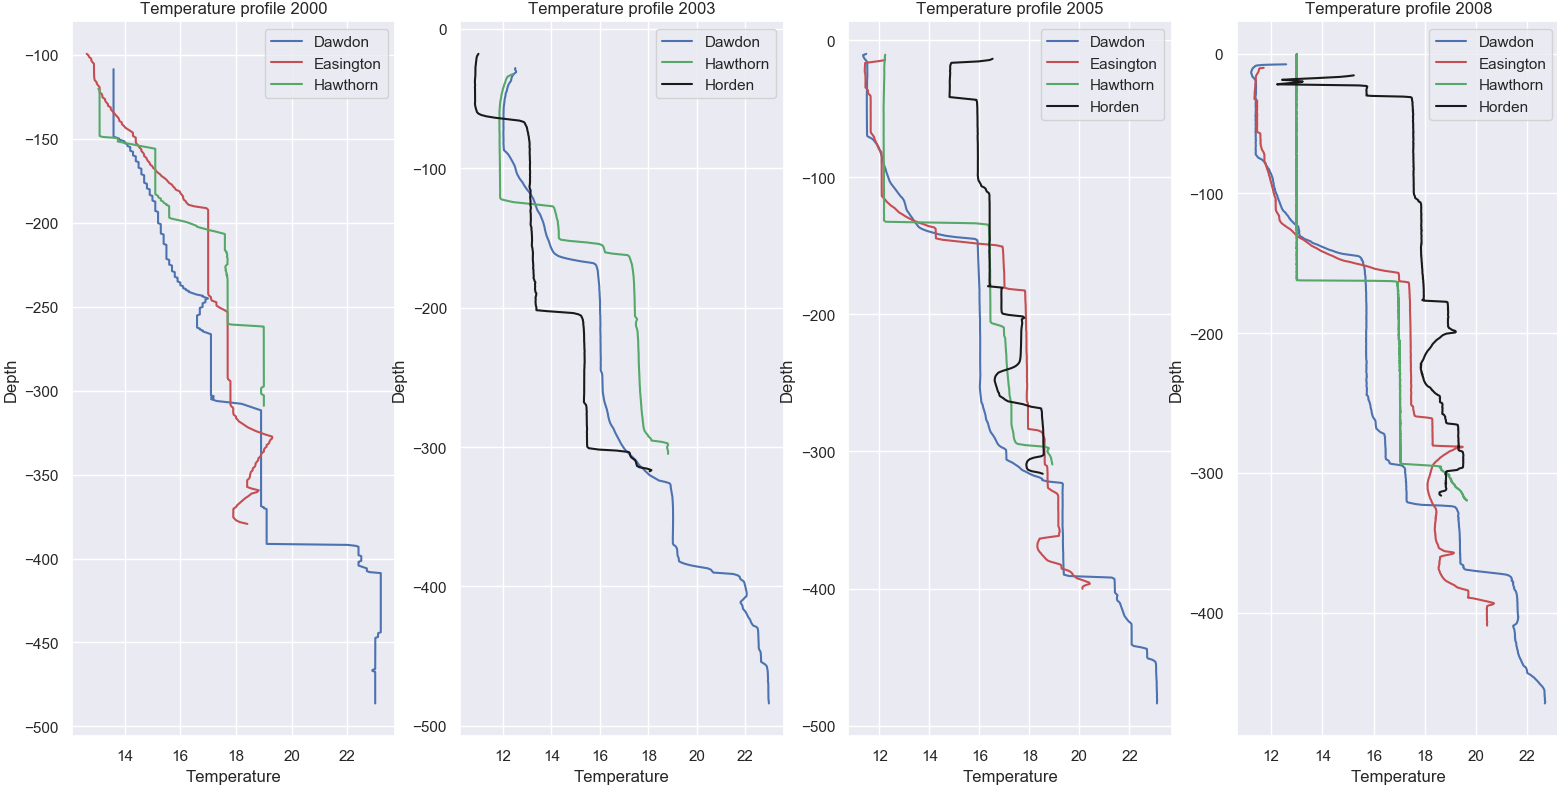 Temperature profile 2000
Dawdon
Easington
Hawthorn
−100
−150
−200
−250
−300
−350
−400
−450
−500
Depth
14
16
18
20
22
Temperature
Temperature profile 2003
Dawdon
Hawthorn
Horden
0
−100
−200
−300
−400
−500
Depth
12
14
16
18
20
22
Temperature
Temperature profile 2005
Dawdon
Easington
Hawthorn
Horden
0
−100
−200
−300
−400
−500
Depth
12
14
16
18
20
22
Temperature
Temperature profile 2008
Dawdon
Easington
Hawthorn
Horden
0
−100
−200
−300
−400
Depth
12
14
16
18
20
22
Temperature